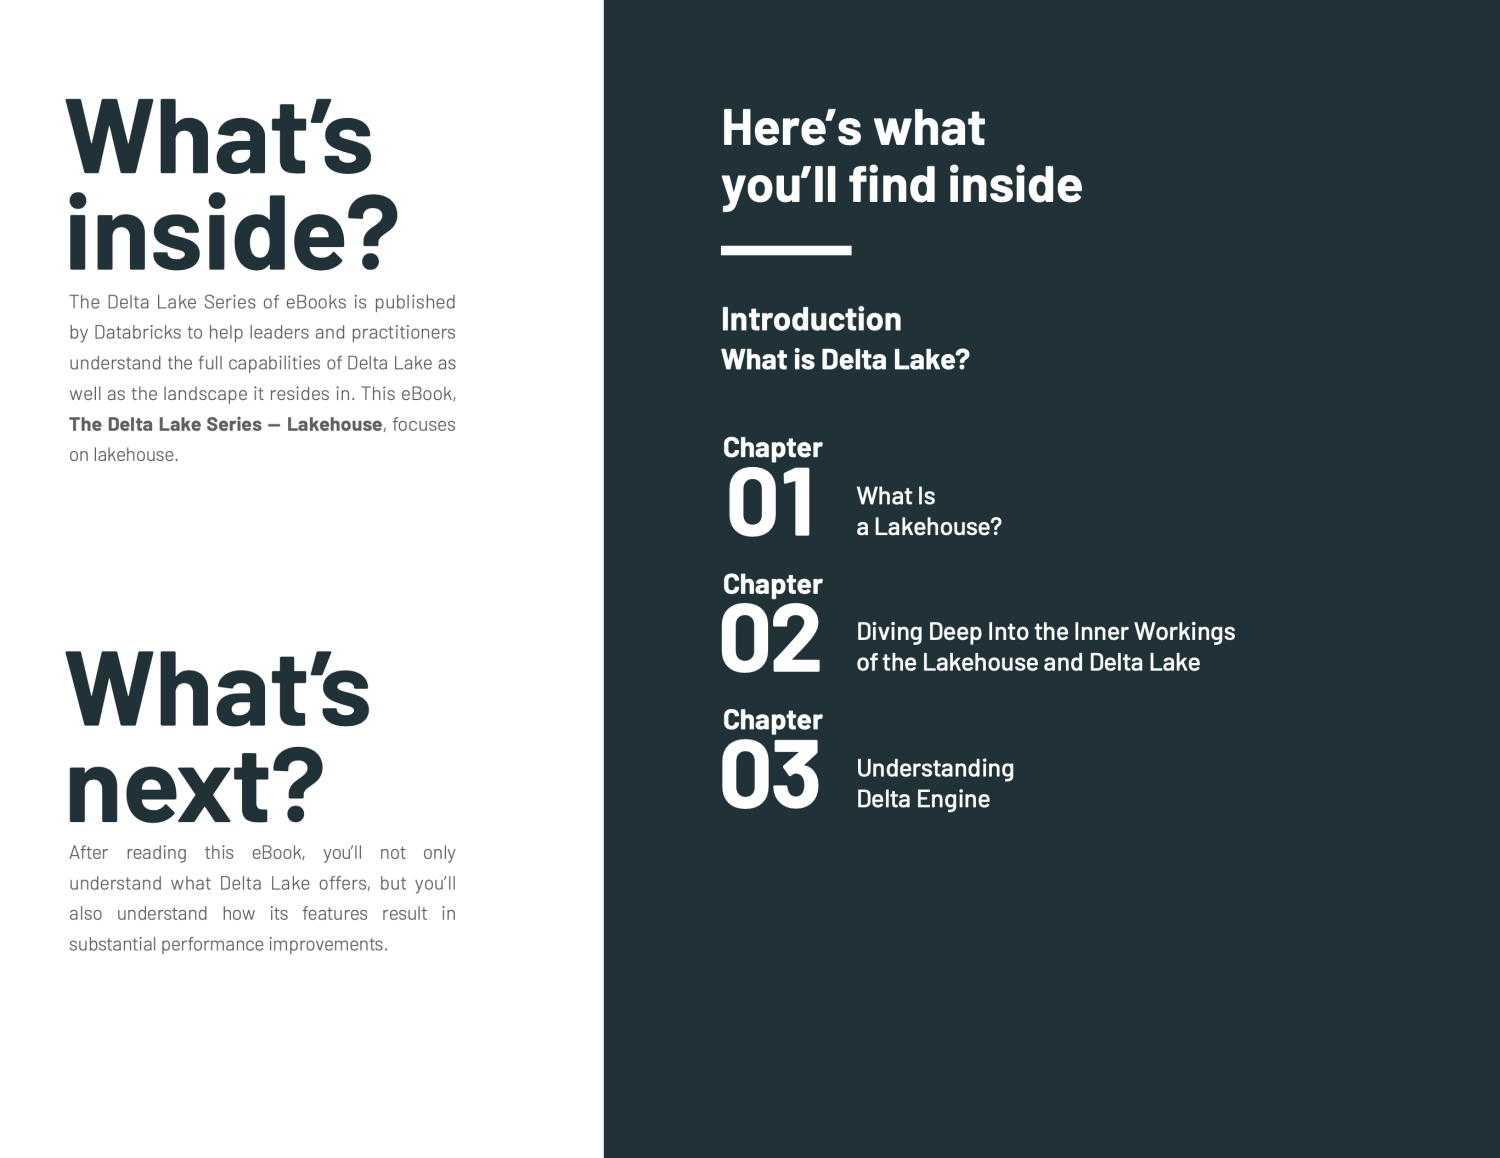 What’s
inside?
The Delta Lake Series of eBooks is published
by Databricks to help leaders and practitioners
understand the full capabilities of Delta Lake as
well as the landscape it resides in. This eBook,
The Delta Lake Series — Lakehouse, focuses
on lakehouse.
What’s
next?
After reading this eBook, you’ll not only
understand what Delta Lake offers, but you’ll
also understand how its features result in
substantial performance improvements.
Here’s what
you’ll find inside
Introduction
What is Delta Lake?
Chapter
01
What Is
a Lakehouse?
Chapter
02
Diving Deep Into the Inner Workings
of the Lakehouse and Delta Lake
Chapter
03
Understanding
Delta Engine